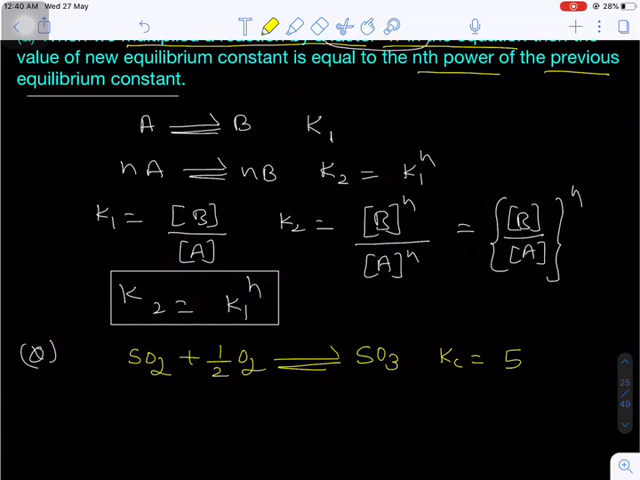 12:40 AM Wed 27 May
28%
value of new equilibrium constant is equal to the nth power of the previous
equilibrium constant.
A ⇌ B K₁
nA ⇌ nB K₂ = K₁ⁿ
K₁ = [B]/[A] K₂ = [B]ⁿ/[A]ⁿ = {[B]/[A]}ⁿ
K₂ = K₁ⁿ
(Q) SO₂ + 1/2 O₂ ⇌ SO₃ Kc = 5
25
49